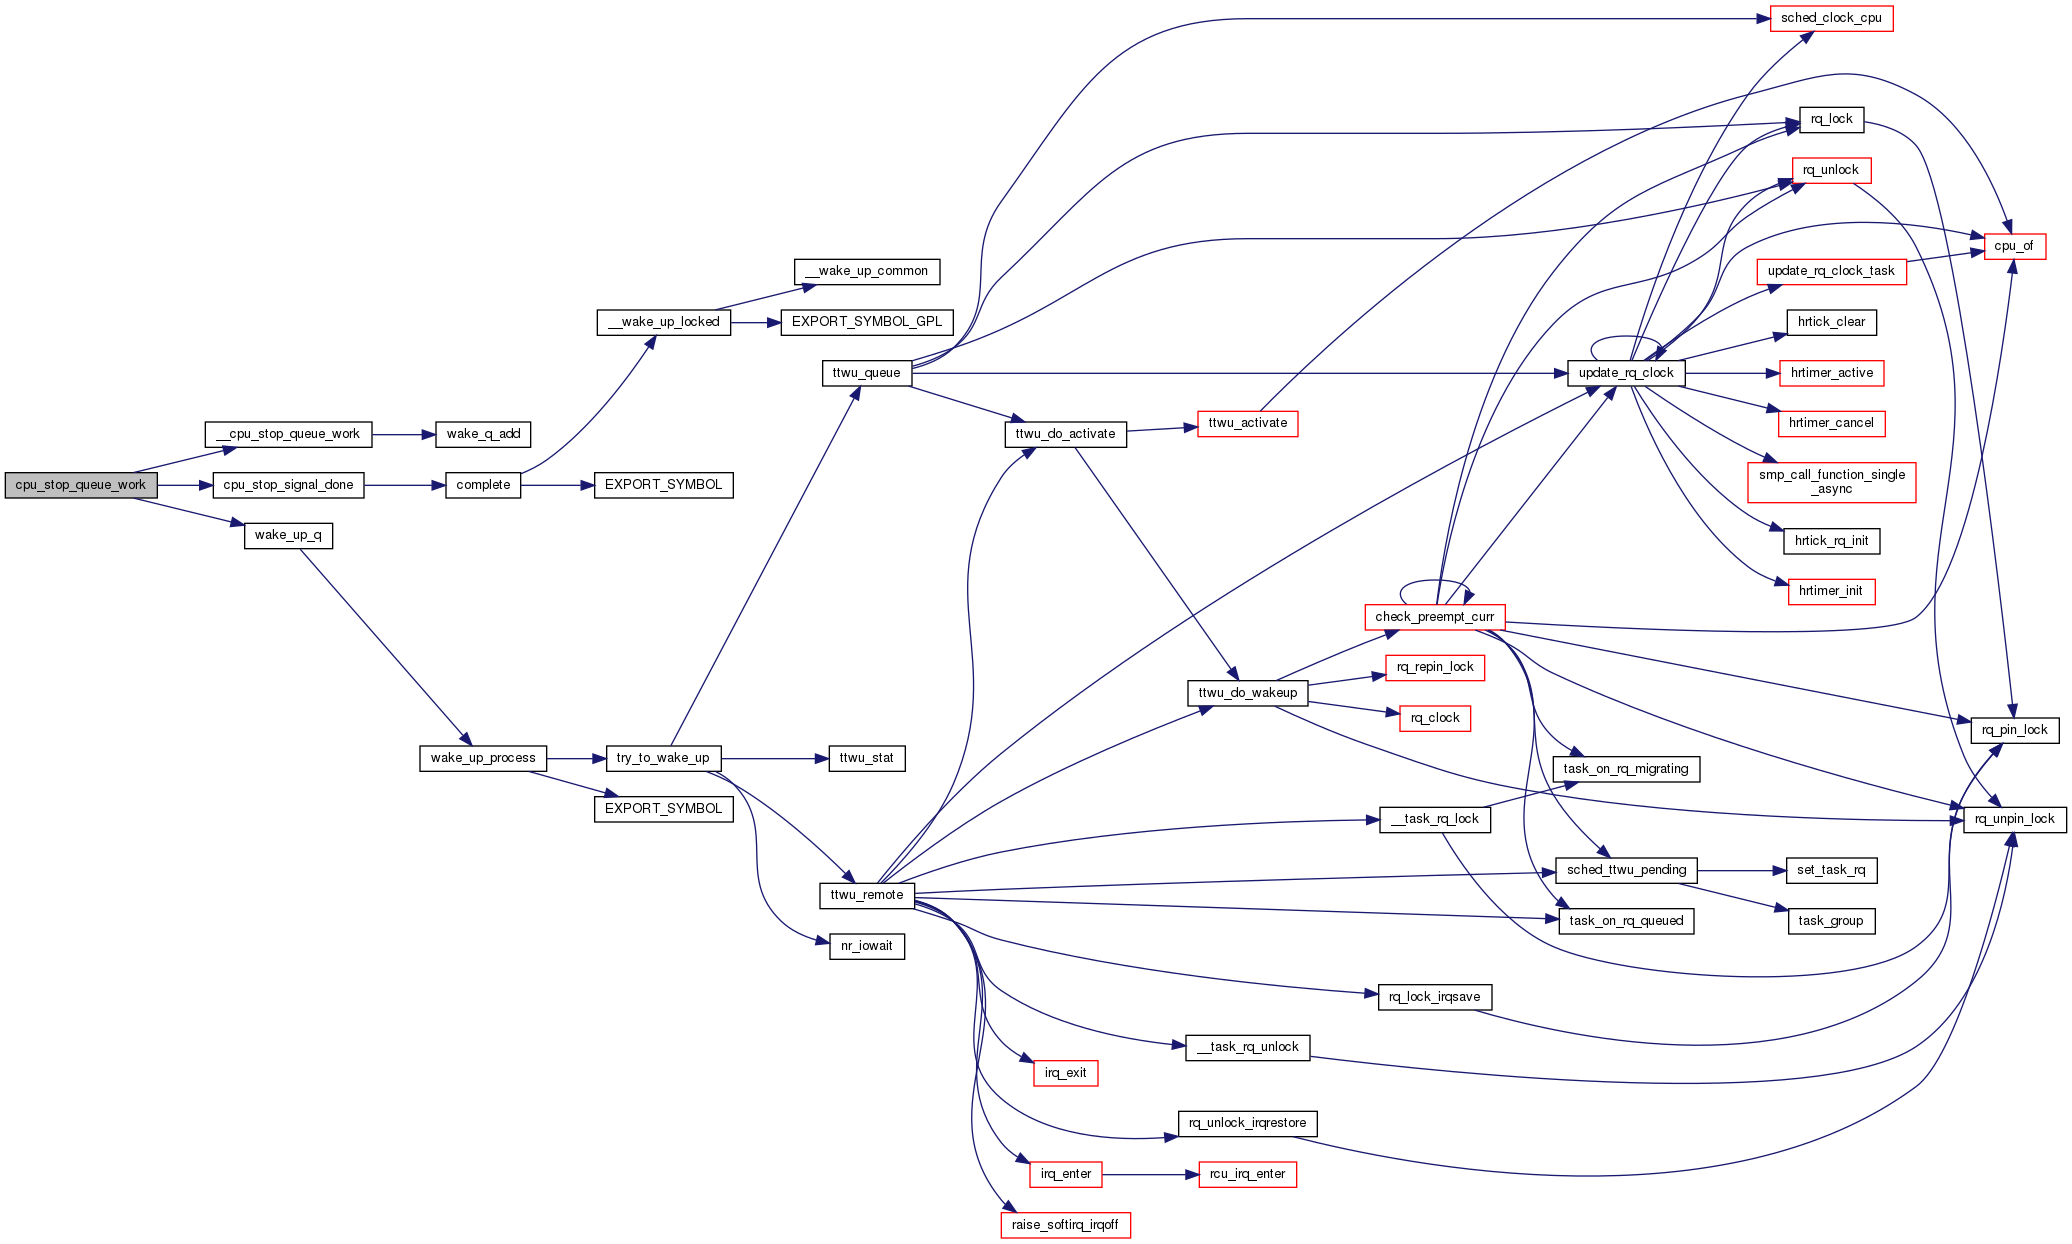 sched_clock_cpu
rq_lock
rq_unlock
cpu_of
__wake_up_common
update_rq_clock_task
__wake_up_locked
EXPORT_SYMBOL_GPL
hrtick_clear
ttwu_queue
update_rq_clock
hrtimer_active
__cpu_stop_queue_work
wake_q_add
ttwu_do_activate
ttwu_activate
hrtimer_cancel
cpu_stop_queue_work
cpu_stop_signal_done
complete
EXPORT_SYMBOL
smp_call_function_single
_async
wake_up_q
hrtick_rq_init
hrtimer_init
check_preempt_curr
rq_repin_lock
ttwu_do_wakeup
rq_clock
rq_pin_lock
wake_up_process
try_to_wake_up
ttwu_stat
task_on_rq_migrating
EXPORT_SYMBOL
__task_rq_lock
rq_unpin_lock
sched_ttwu_pending
set_task_rq
ttwu_remote
task_on_rq_queued
task_group
nr_iowait
rq_lock_irqsave
__task_rq_unlock
irq_exit
rq_unlock_irqrestore
irq_enter
rcu_irq_enter
raise_softirq_irqoff